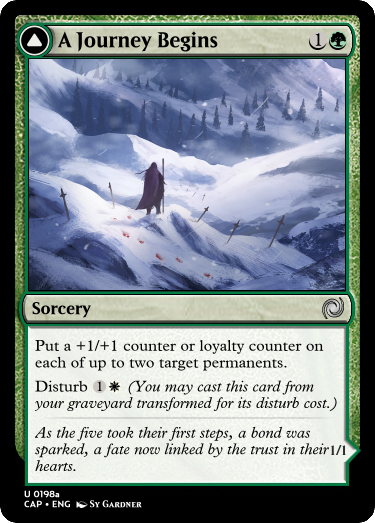 A Journey Begins 1
Sorcery
Put a +1/+1 counter or loyalty counter on
each of up to two target permanents.
Disturb 1 (You may cast this card from
your graveyard transformed for its disturb cost.)
As the five took their first steps, a bond was
sparked, a fate now linked by the trust in their 1/1
hearts.
U 0198a
CAP • ENG Sy Gardner